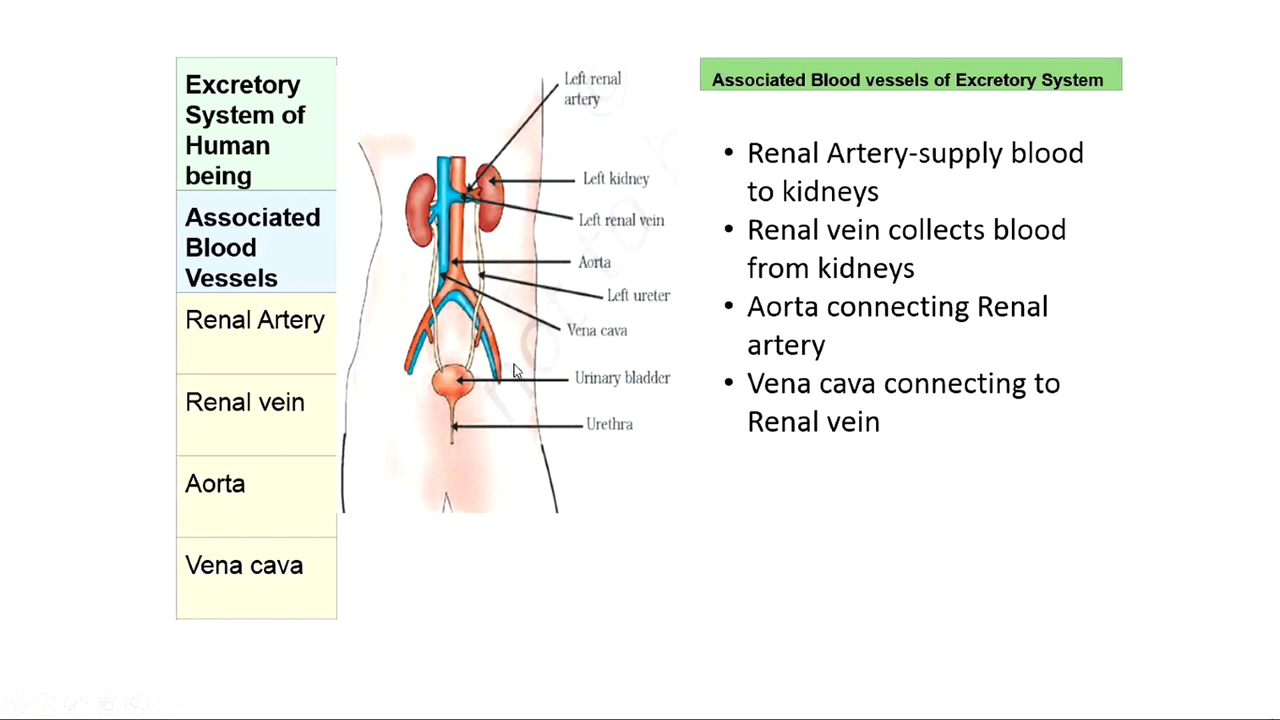 Excretory
System of
Human
being
Associated
Blood
Vessels
Renal Artery
Renal vein
Aorta
Vena cava
Left renal
artery
Left kidney
Left renal vein
Aorta
Left ureter
Vena cava
Urinary bladder
Urethra
Associated Blood vessels of Excretory System
• Renal Artery-supply blood
to kidneys
• Renal vein collects blood
from kidneys
• Aorta connecting Renal
artery
• Vena cava connecting to
Renal vein